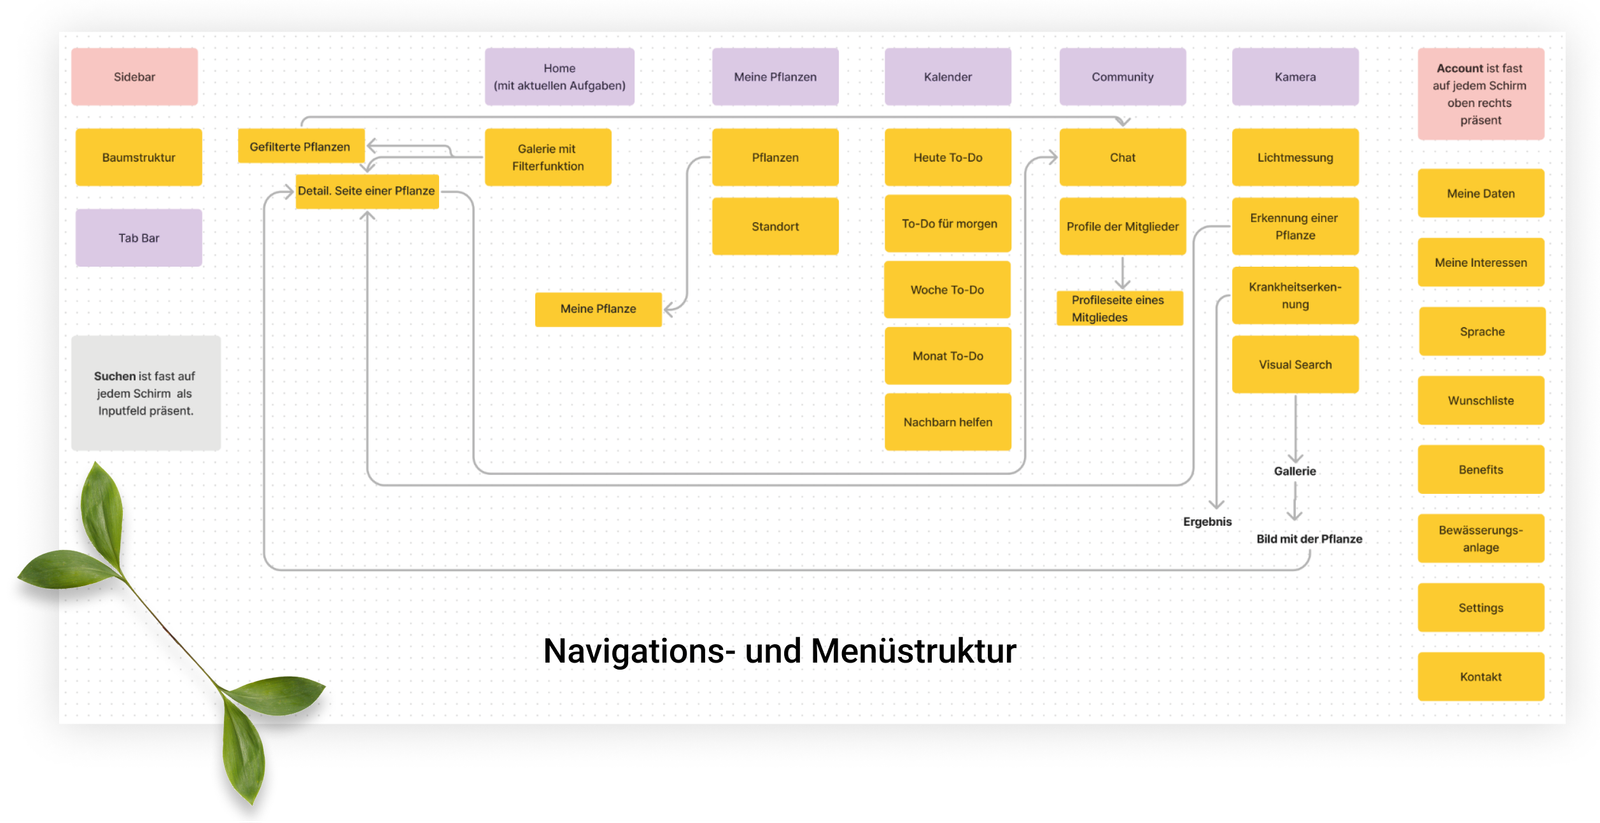 Sidebar
Home
(mit aktuellen Aufgaben)
Meine Pflanzen
Kalender
Community
Kamera
Account ist fast
auf jedem Schirm
oben rechts
präsent
Baumstruktur
Gefilterte Pflanzen
Galerie mit
Filterfunktion
Pflanzen
Heute To-Do
Chat
Lichtmessung
Detail. Seite einer Pflanze
Meine Daten
Tab Bar
Standort
To-Do für morgen
Profile der Mitglieder
Erkennung einer
Pflanze
Meine Interessen
Meine Pflanze
Woche To-Do
Profileseite eines
Mitgliedes
Krankheitserken-
nung
Sprache
Suchen ist fast auf
jedem Schirm als
Inputfeld präsent.
Monat To-Do
Visual Search
Wunschliste
Nachbarn helfen
Gallerie
Benefits
Ergebnis
Bild mit der Pflanze
Bewässerungs-
anlage
Settings
Navigations- und Menüstruktur
Kontakt